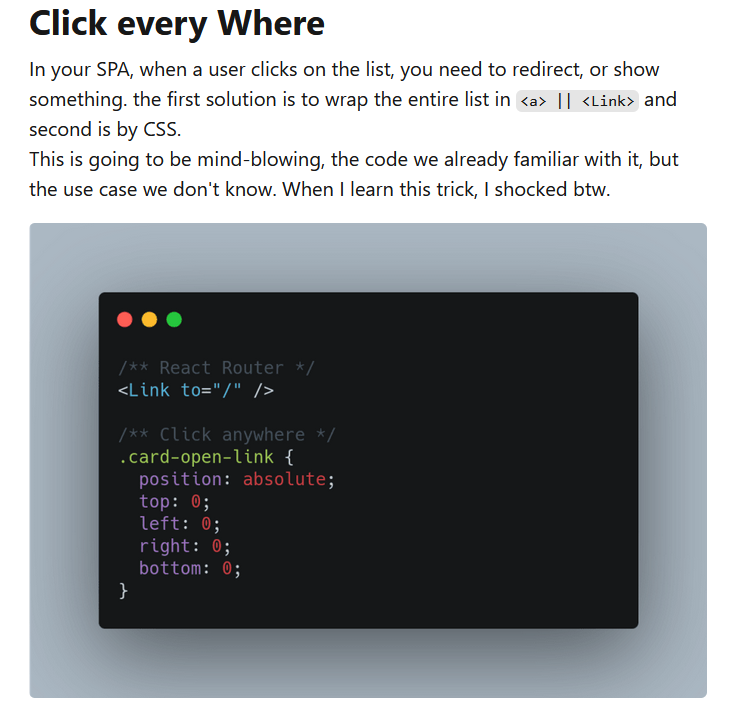 Click every Where
In your SPA, when a user clicks on the list, you need to redirect, or show
something. the first solution is to wrap the entire list in <a> || <Link> and
second is by CSS.
This is going to be mind-blowing, the code we already familiar with it, but
the use case we don't know. When I learn this trick, I shocked btw.
/** React Router */
<Link to="/" />
/** Click anywhere */
.card-open-link {
  position: absolute;
  top: 0;
  left: 0;
  right: 0;
  bottom: 0;
}